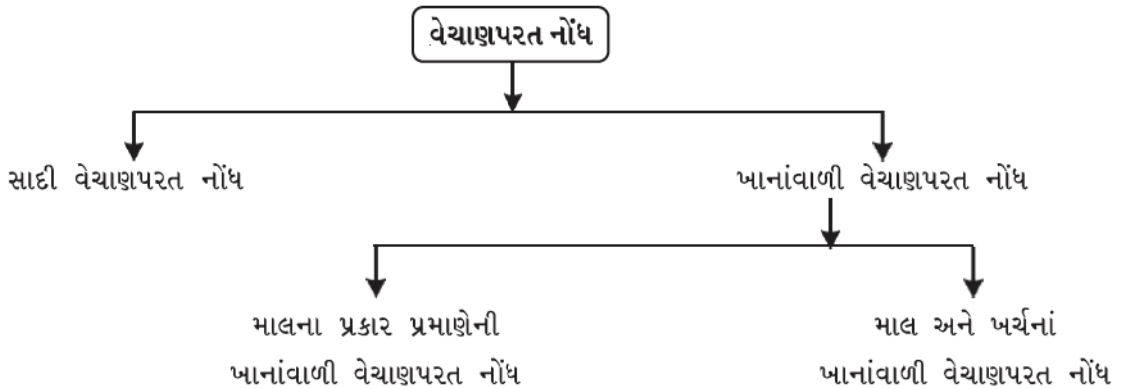 વેચાણપરત નોંધ
સાદી વેચાણપરત નોંધ
ખાનાંવાળી વેચાણપરત નોંધ
માલના પ્રકાર પ્રમાણેની
ખાનાંવાળી વેચાણપરત નોંધ
માલ અને ખર્ચનાં
ખાનાંવાળી વેચાણપરત નોંધ